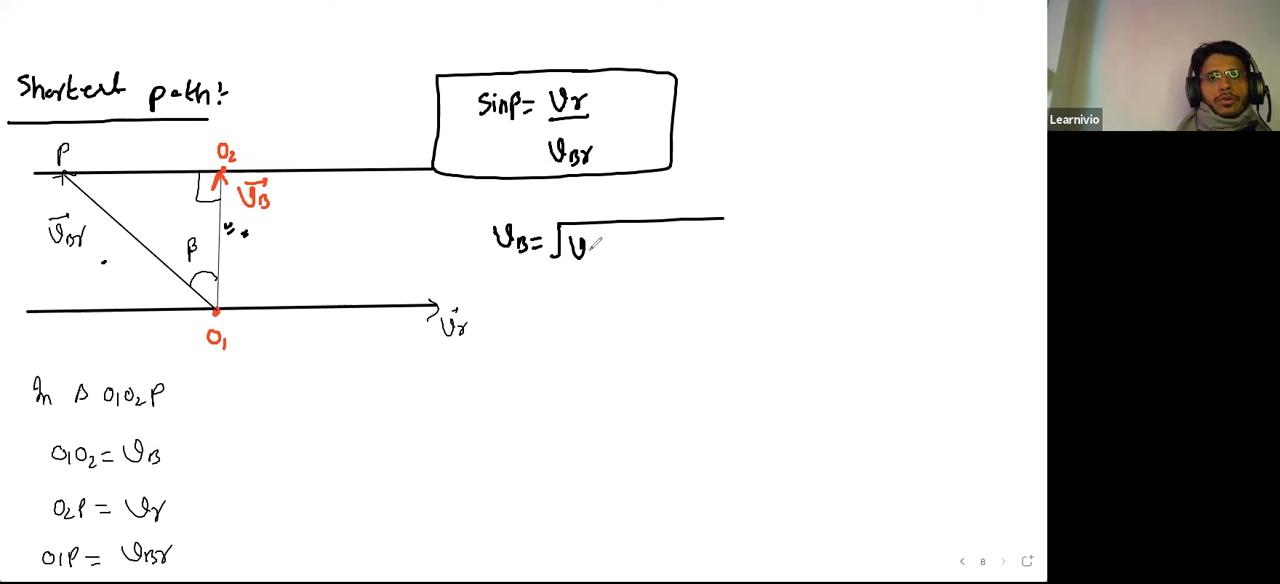 Shortest path:
sinβ = vr
vBr
P
O2
vB
vBr
β
vB = √v
vr
O1
In Δ O1O2P
O1O2 = vB
O2P = vr
O1P = vBr
Learnivio
8